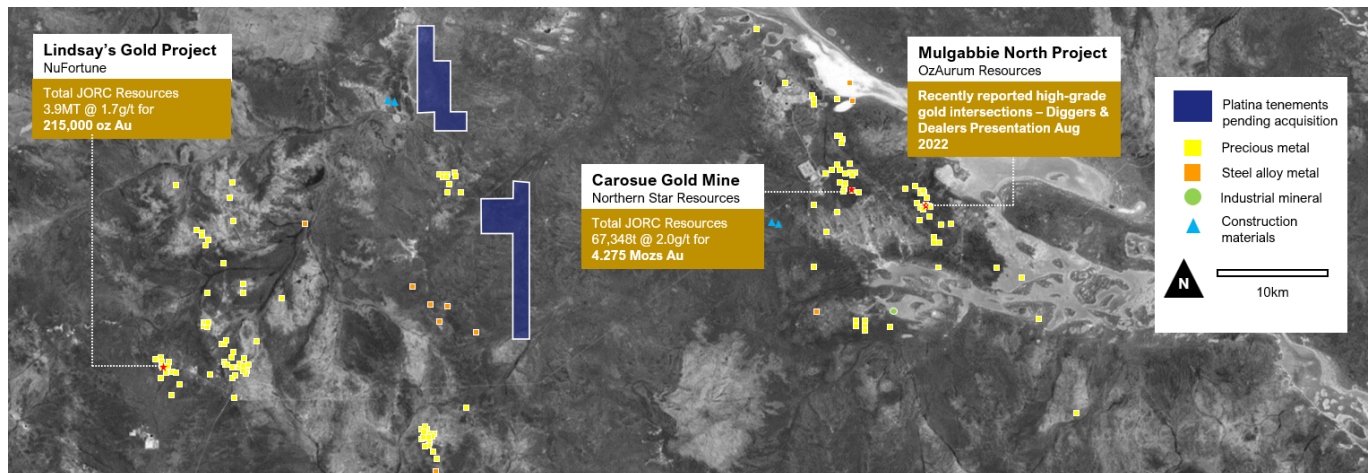 Lindsay's Gold Project
NuFortune
Total JORC Resources
3.9MT @ 1.7g/t for
215,000 oz Au
Carosue Gold Mine
Northern Star Resources
Total JORC Resources
67,348t @ 2.0g/t for
4.275 Mozs Au
Mulgabbie North Project
OzAurum Resources
Recently reported high-grade
gold intersections – Diggers &
Dealers Presentation Aug
2022
Platina tenements
pending acquisition
Precious metal
Steel alloy metal
Industrial mineral
Construction
materials
N
10km